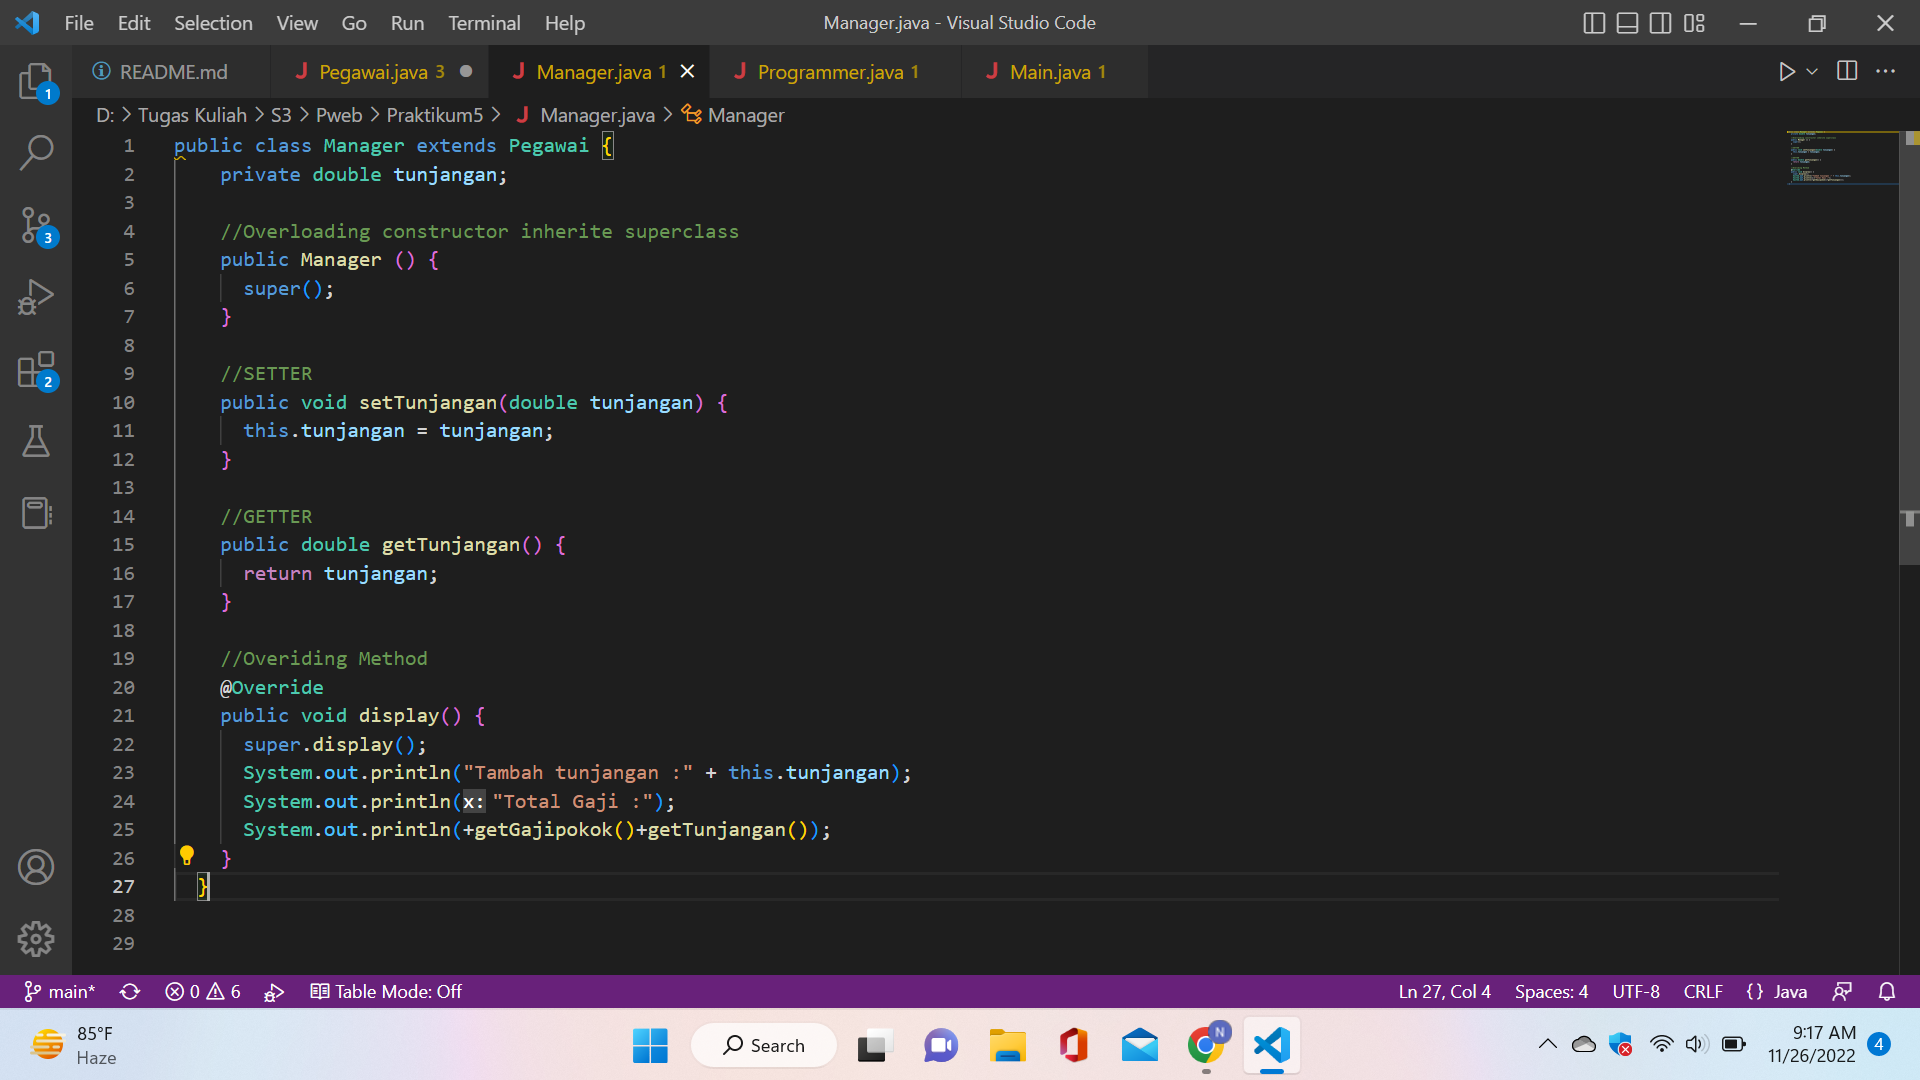 File Edit Selection View Go Run Terminal Help Manager.java - Visual Studio Code
README.md Pegawai.java 3 Manager.java 1 Programmer.java 1 Main.java 1
D: > Tugas Kuliah > S3 > Pweb > Praktikum5 > J Manager.java > Manager
1 public class Manager extends Pegawai {
2 private double tunjangan;
3
4 //Overloading constructor inherite superclass
5 public Manager () {
6 super();
7 }
8
9 //SETTER
10 public void setTunjangan(double tunjangan) {
11 this.tunjangan = tunjangan;
12 }
13
14 //GETTER
15 public double getTunjangan() {
16 return tunjangan;
17 }
18
19 //Overiding Method
20 @Override
21 public void display() {
22 super.display();
23 System.out.println("Tambah tunjangan :" + this.tunjangan);
24 System.out.println(x: "Total Gaji :");
25 System.out.println(+getGajipokok()+getTunjangan());
26 }
27 }
28
29
1
3
2
main* 0 6 Table Mode: Off Ln 27, Col 4 Spaces: 4 UTF-8 CRLF {} Java
85°F
Haze
Search
N
9:17 AM
11/26/2022
4